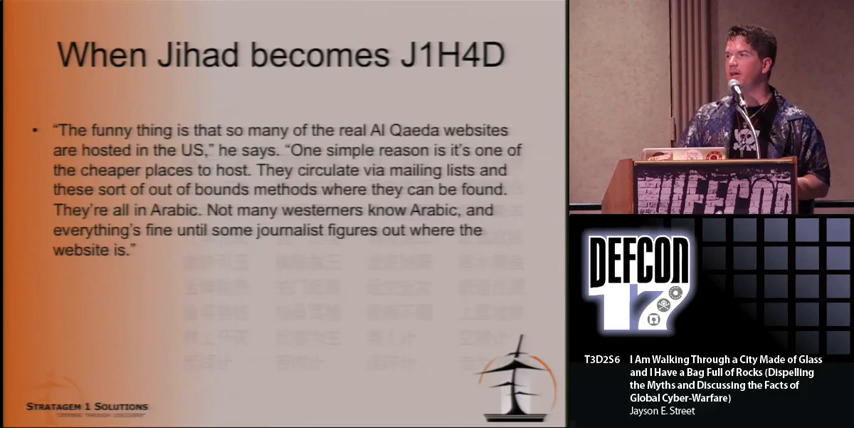 When Jihad becomes J1H4D
• “The funny thing is that so many of the real Al Qaeda websites
are hosted in the US,” he says. “One simple reason is it’s one of
the cheaper places to host. They circulate via mailing lists and
these sort of out of bounds methods where they can be found.
They’re all in Arabic. Not many westerners know Arabic, and
everything’s fine until some journalist figures out where the
website is.”
STRATAGEM 1 SOLUTIONS
DEFCON
DEFCON
17
T3D2S6 I Am Walking Through a City Made of Glass
and I Have a Bag Full of Rocks (Dispelling
the Myths and Discussing the Facts of
Global Cyber-Warfare)
Jayson E. Street